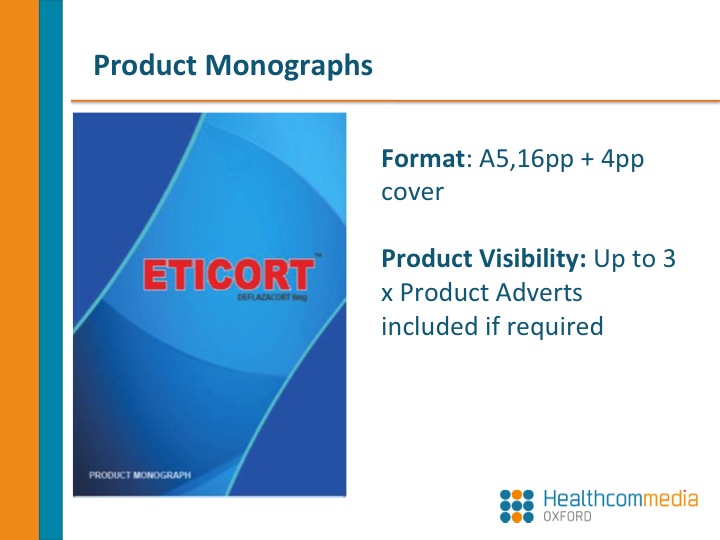 Product Monographs
ETICORT™
DEFLAZACORT 6mg
PRODUCT MONOGRAPH
Format: A5,16pp + 4pp
cover
Product Visibility: Up to 3
x Product Adverts
included if required
Healthcommedia
OXFORD